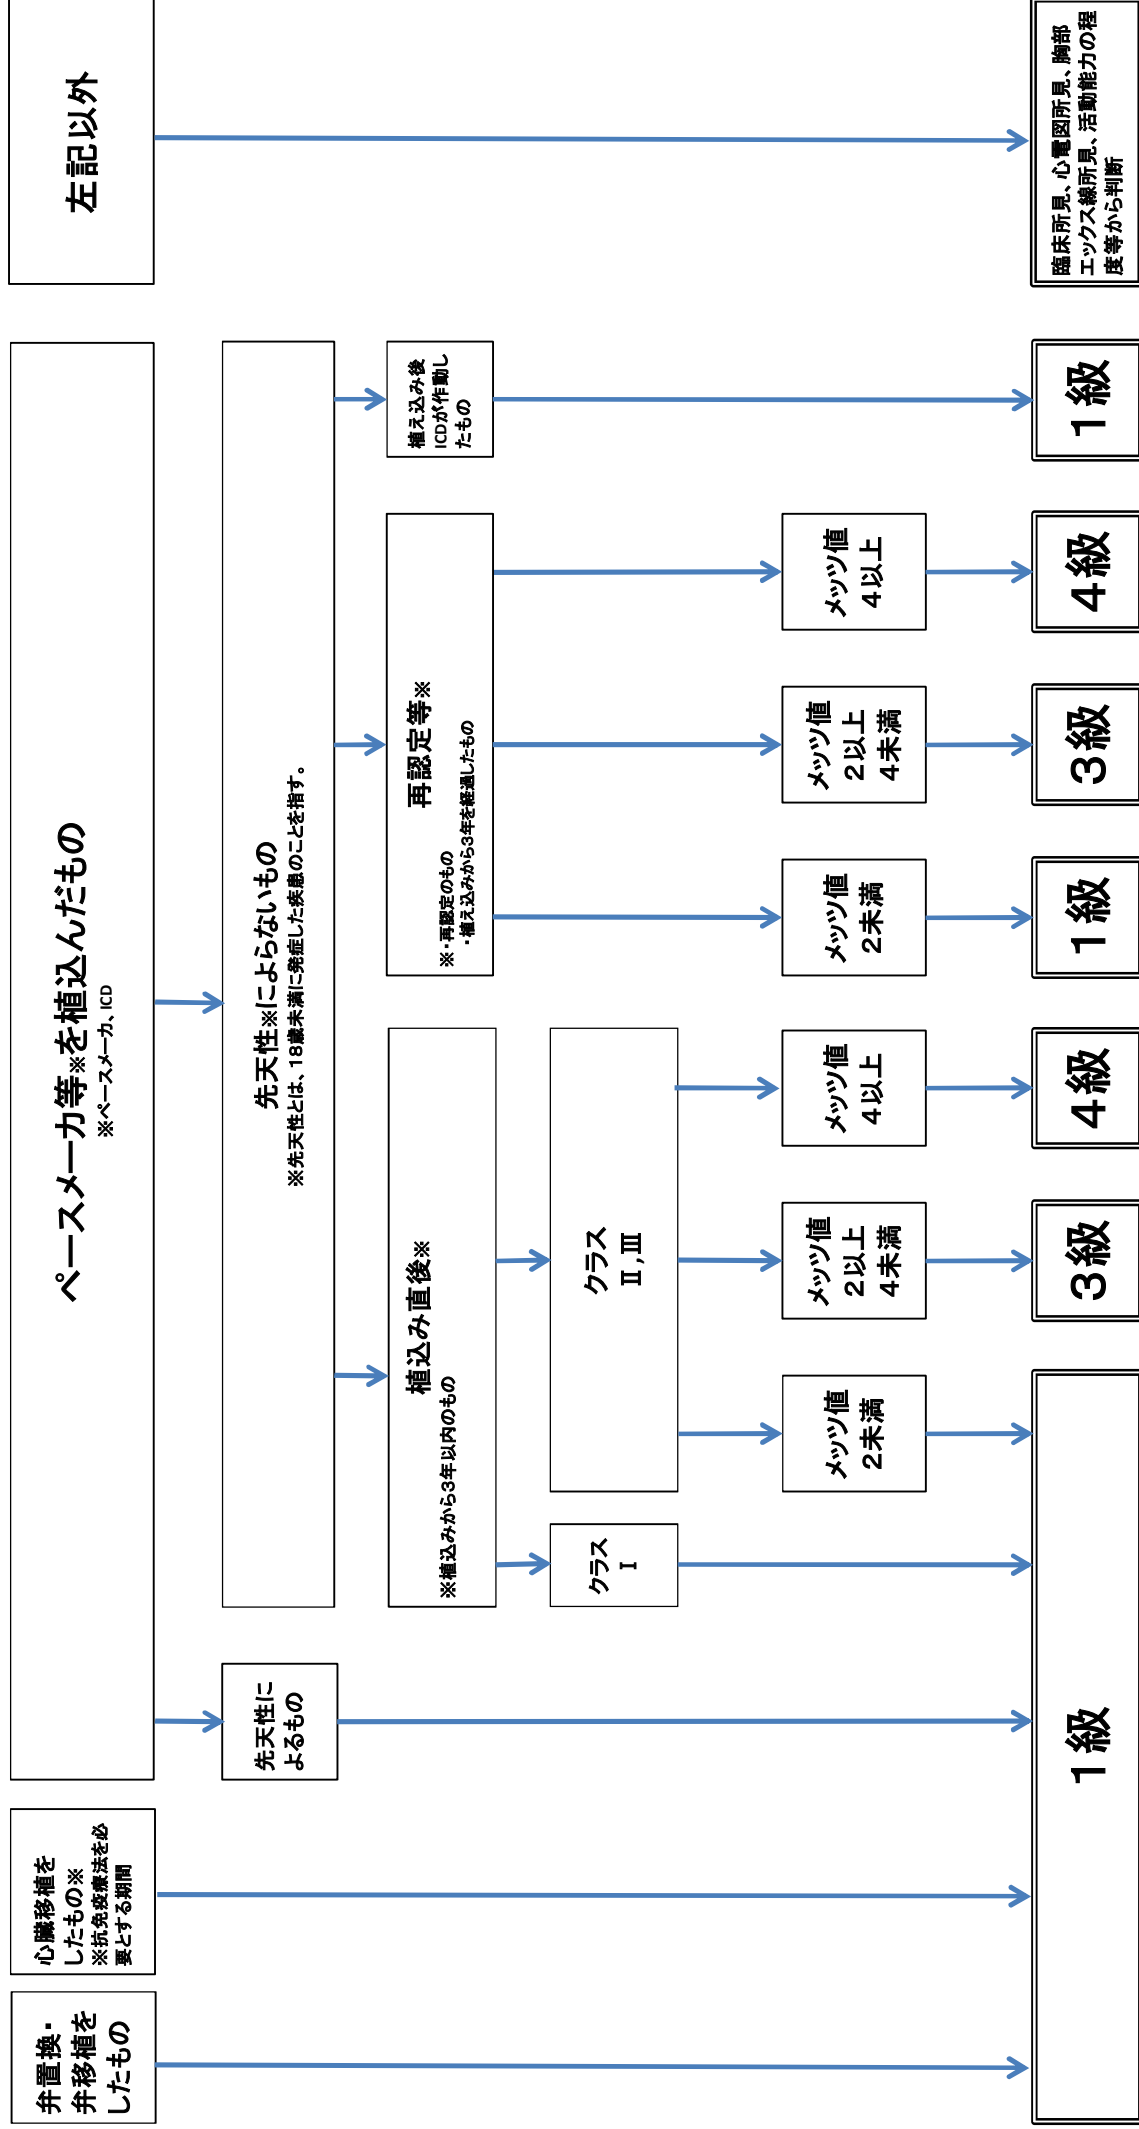 弁置換・
弁移植を
したもの
心臓移植を
したもの※
※抗免疫療法を必
要とする期間
ペースメーカ等※を植込んだもの
※ペースメーカ、ICD
左記以外
先天性に
よるもの
先天性※によらないもの
※先天性とは、18歳未満に発症した疾患のことを指す。
植込み直後※
※植込みから3年以内のもの
再認定等※
※・再認定のもの
・植え込みから3年を経過したもの
植え込み後
ICDが作動し
たもの
クラス
Ⅰ
クラス
Ⅱ,Ⅲ
メッツ値
２未満
メッツ値
２以上
４未満
メッツ値
４以上
メッツ値
２未満
メッツ値
２以上
４未満
メッツ値
４以上
１級
３級
４級
１級
３級
４級
１級
臨床所見、心電図所見、胸部
エックス線所見、活動能力の程
度等から判断